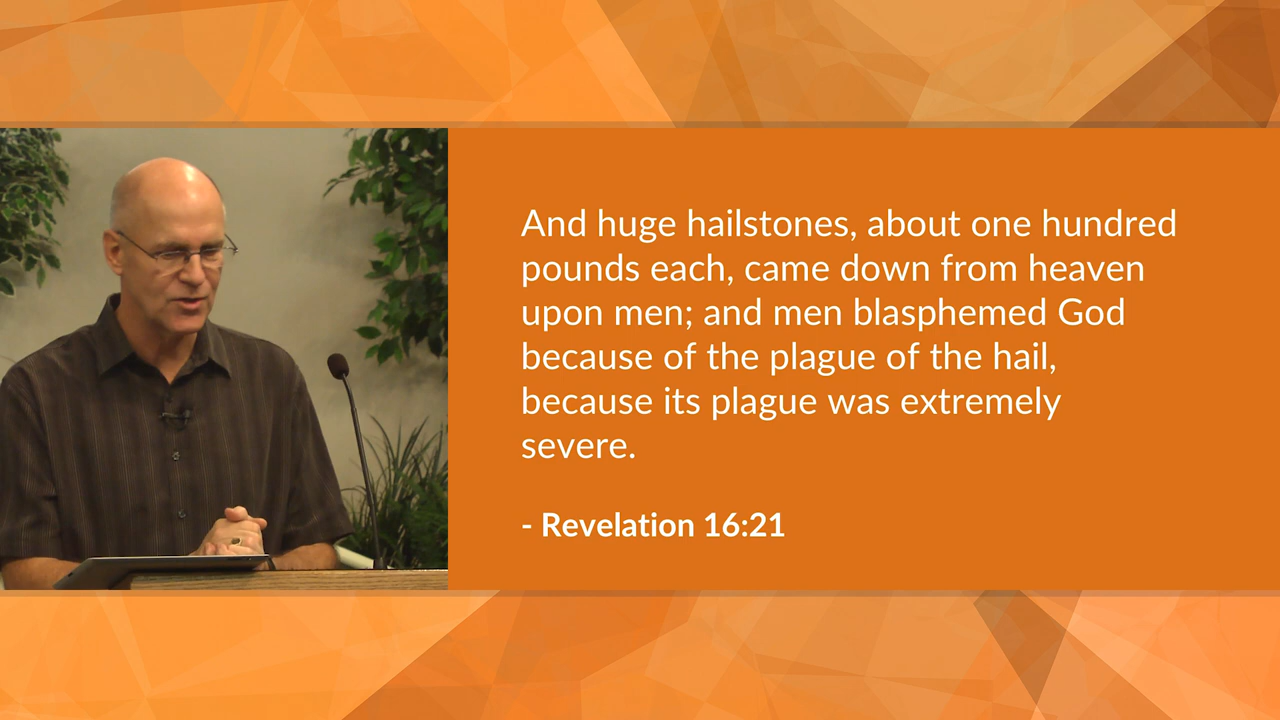 And huge hailstones, about one hundred
pounds each, came down from heaven
upon men; and men blasphemed God
because of the plague of the hail,
because its plague was extremely
severe.
- Revelation 16:21